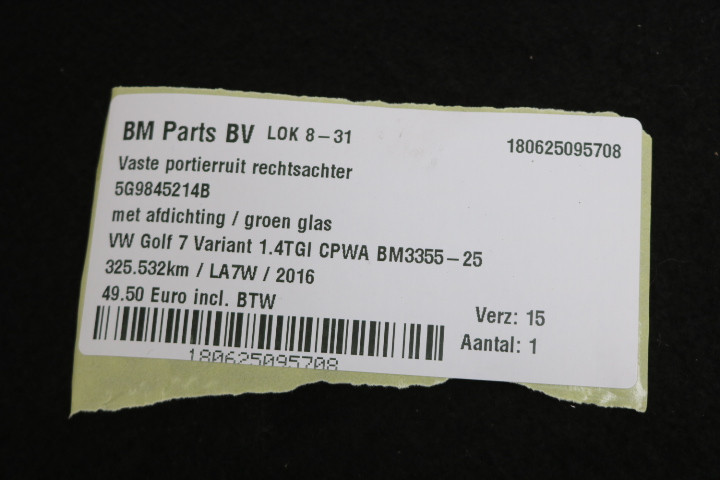 BM Parts BV LOK 8-31 180625095708
Vaste portierruit rechtsachter
5G9845214B
met afdichting / groen glas
VW Golf 7 Variant 1.4TGI CPWA BM3355-25
325.532km / LA7W / 2016
49.50 Euro incl. BTW
Verz: 15
Aantal: 1
180625095708